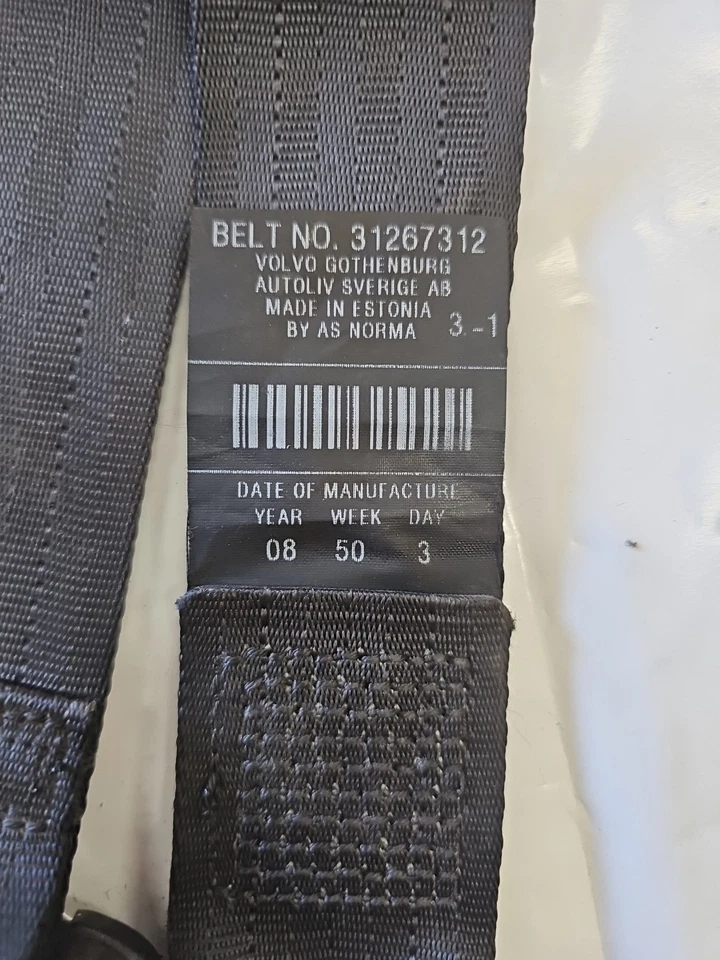 BELT NO. 31267312
VOLVO GOTHENBURG
AUTOLIV SVERIGE AB
MADE IN ESTONIA
BY AS NORMA 3-1
DATE OF MANUFACTURE
YEAR WEEK DAY
08 50 3